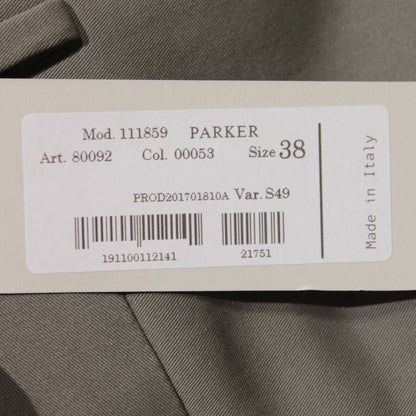 Mod. 111859 PARKER
Art. 80092 Col. 00053 Size 38
PROD201701810A Var. S49
191100112141 21751
Made in Italy